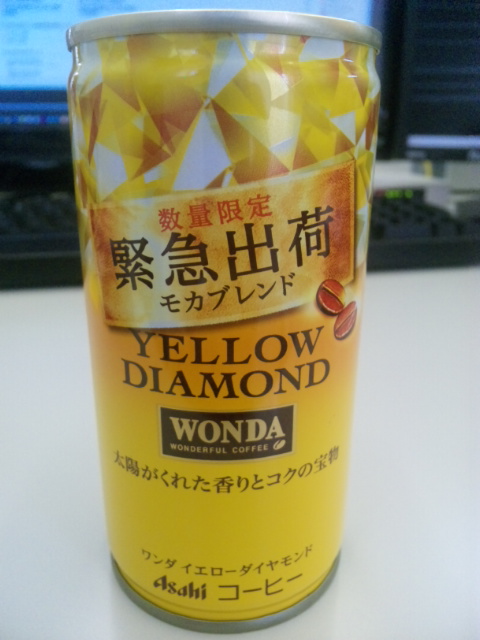 数量限定
緊急出荷
モカブレンド
YELLOW
DIAMOND
WONDA
WONDERFUL COFFEE
太陽がくれた香りとコクの宝物
ワンダ イエローダイヤモンド
Asahi コーヒー